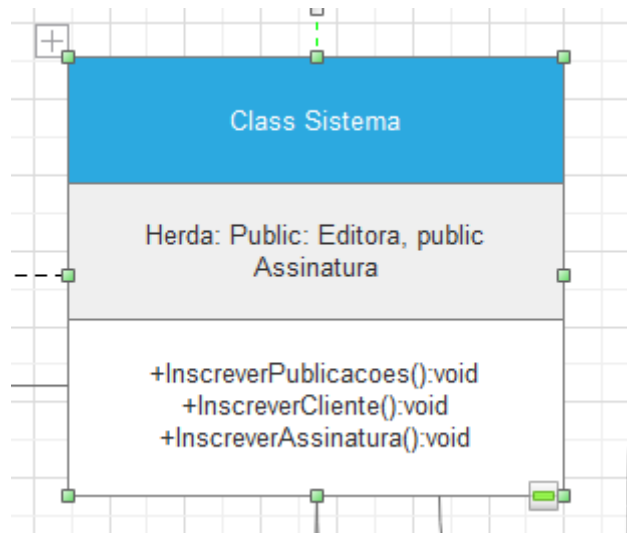 Class Sistema
Herda: Public: Editora, public
Assinatura
+InscreverPublicacoes():void
+InscreverCliente():void
+InscreverAssinatura():void